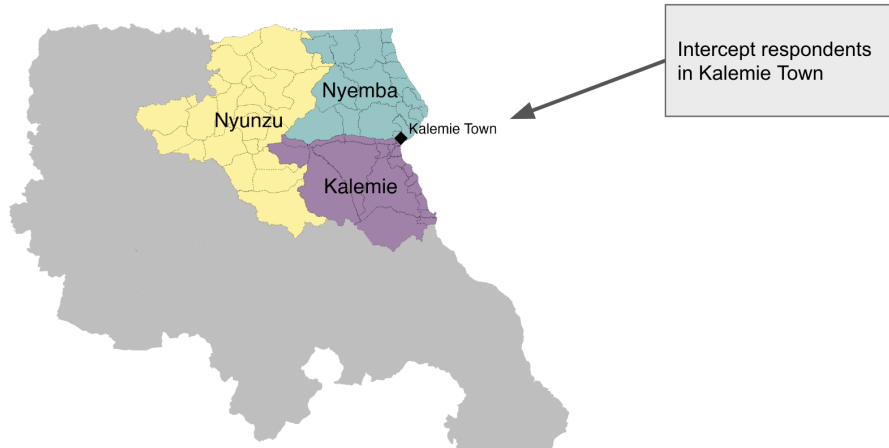 Intercept respondents
in Kalemie Town
Nyemba
Nyunzu
Kalemie Town
Kalemie